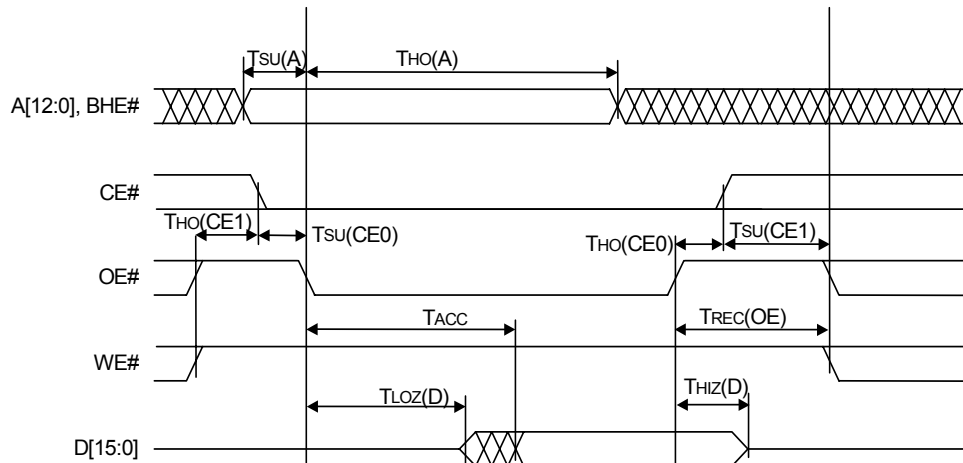 TSU(A)
THO(A)
A[12:0], BHE#
CE#
THO(CE1)
TSU(CE0)
THO(CE0)
TSU(CE1)
OE#
TACC
TREC(OE)
WE#
TLOZ(D)
THIZ(D)
D[15:0]